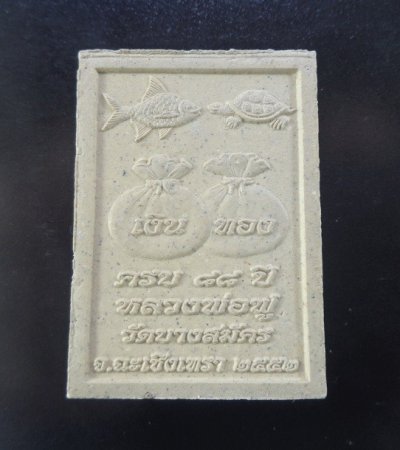 เงิน ทอง
ครบ ๘๘ ปี
หลวงพ่อฟู
วัดบางสมัคร
จ.ฉะเชิงเทรา ๒๕๕๒